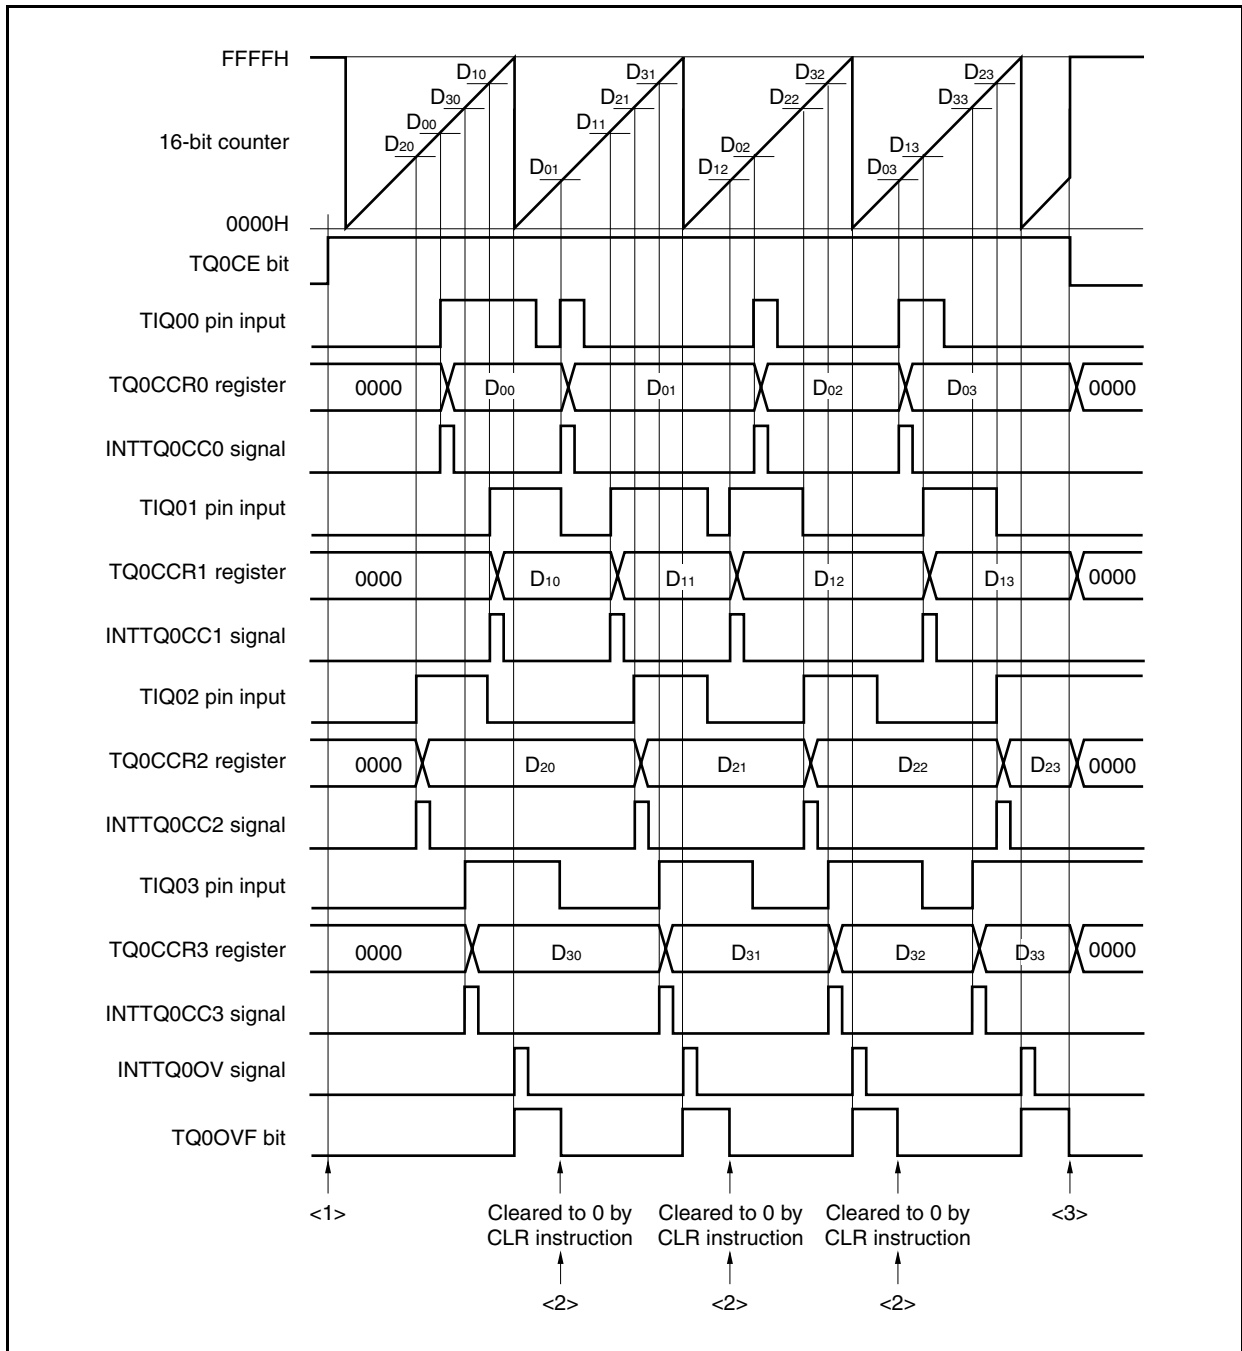 FFFFH
D10 D31 D32 D23
D30 D21 D22 D33
D00 D11
16-bit counter
D20 D02 D13
D01 D12 D03
0000H
TQ0CE bit
TIQ00 pin input
TQ0CCR0 register 0000 D00 D01 D02 D03 0000
INTTQ0CC0 signal
TIQ01 pin input
TQ0CCR1 register 0000 D10 D11 D12 D13 0000
INTTQ0CC1 signal
TIQ02 pin input
TQ0CCR2 register 0000 D20 D21 D22 D23 0000
INTTQ0CC2 signal
TIQ03 pin input
TQ0CCR3 register 0000 D30 D31 D32 D33 0000
INTTQ0CC3 signal
INTTQ0OV signal
TQ0OVF bit
<1> Cleared to 0 by Cleared to 0 by Cleared to 0 by <3>
CLR instruction CLR instruction CLR instruction
<2> <2> <2>